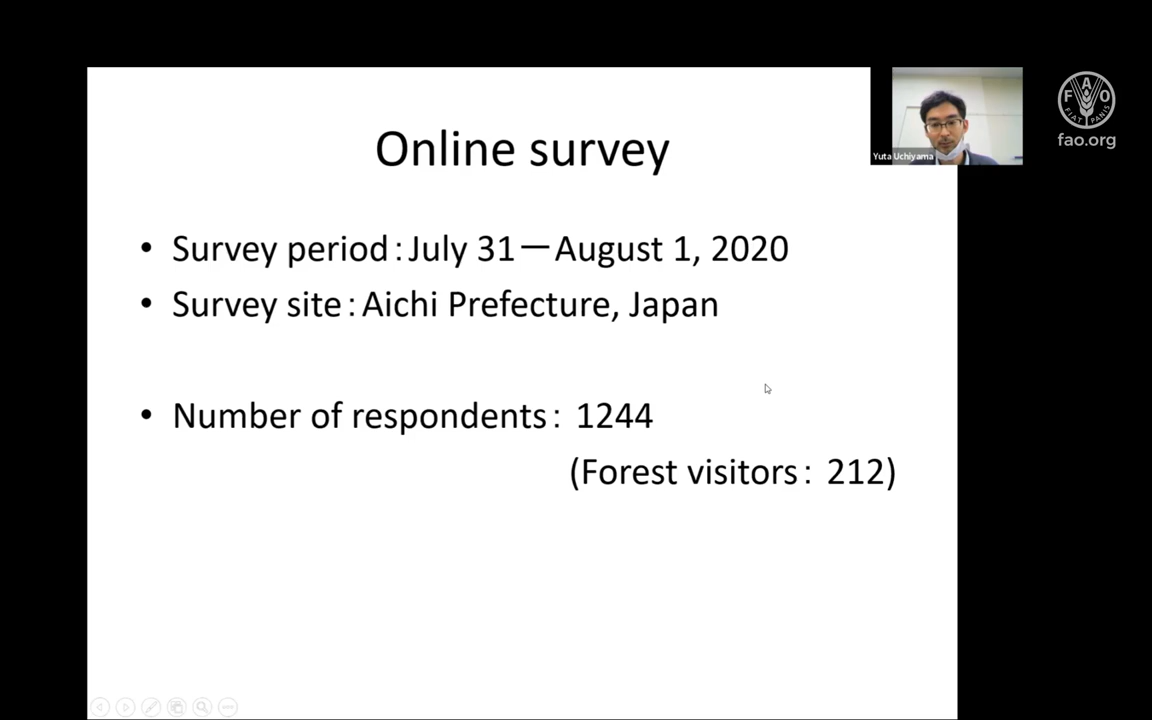 Online survey
• Survey period：July 31－August 1, 2020
• Survey site：Aichi Prefecture, Japan
• Number of respondents： 1244
(Forest visitors： 212)
Yuta Uchiyama
F A O
FIAT PANIS
fao.org